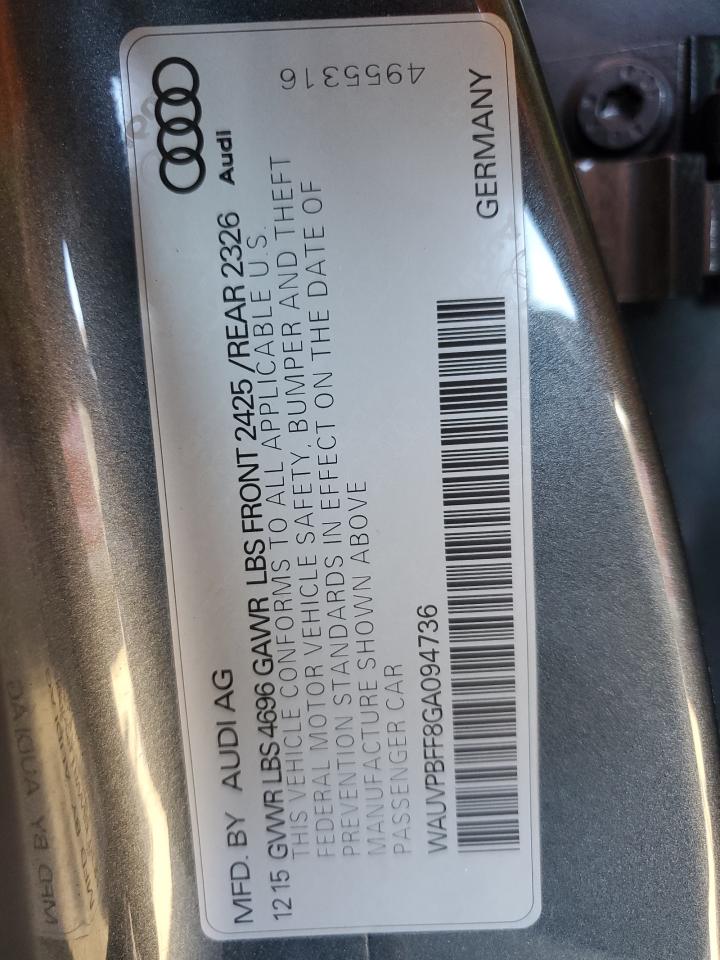 MFD. BY AUDI AG
Audi
12 15 GVWR LBS 4696 GAWR LBS FRONT 2425 /REAR 2326
THIS VEHICLE CONFORMS TO ALL APPLICABLE U.S.
FEDERAL MOTOR VEHICLE SAFETY, BUMPER AND THEFT
PREVENTION STANDARDS IN EFFECT ON THE DATE OF
MANUFACTURE SHOWN ABOVE
PASSENGER CAR
4955316
WAUVPBFF8GA094736
GERMANY